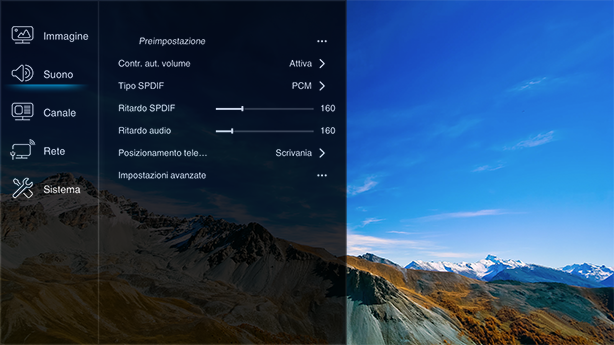 Immagine
Suono
Canale
Rete
Sistema
Preimpostazione ...
Contr. aut. volume Attiva >
Tipo SPDIF PCM >
Ritardo SPDIF 160
Ritardo audio 160
Posizionamento tele... Scrivania >
Impostazioni avanzate ...